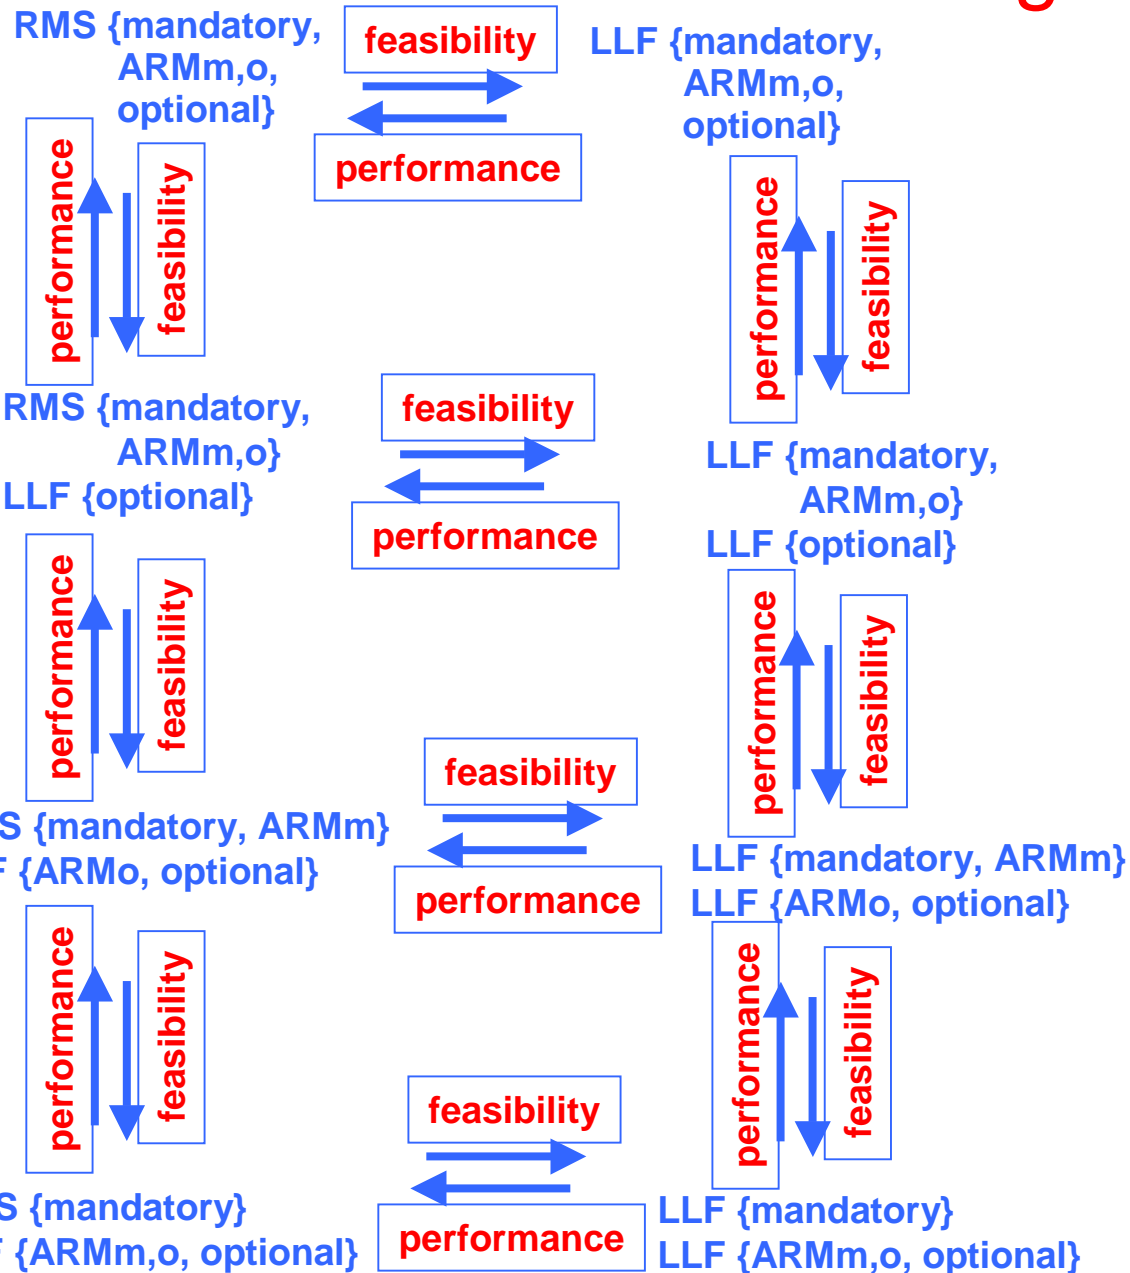 g
RMS {mandatory,
ARMm,o,
optional}
feasibility
performance
LLF {mandatory,
ARMm,o,
optional}
performance
feasibility
performance
feasibility
RMS {mandatory,
ARMm,o}
LLF {optional}
feasibility
performance
LLF {mandatory,
ARMm,o}
LLF {optional}
performance
feasibility
performance
feasibility
S {mandatory, ARMm}
F {ARMo, optional}
feasibility
performance
LLF {mandatory, ARMm}
LLF {ARMo, optional}
performance
feasibility
performance
feasibility
S {mandatory}
F {ARMm,o, optional}
feasibility
performance
LLF {mandatory}
LLF {ARMm,o, optional}